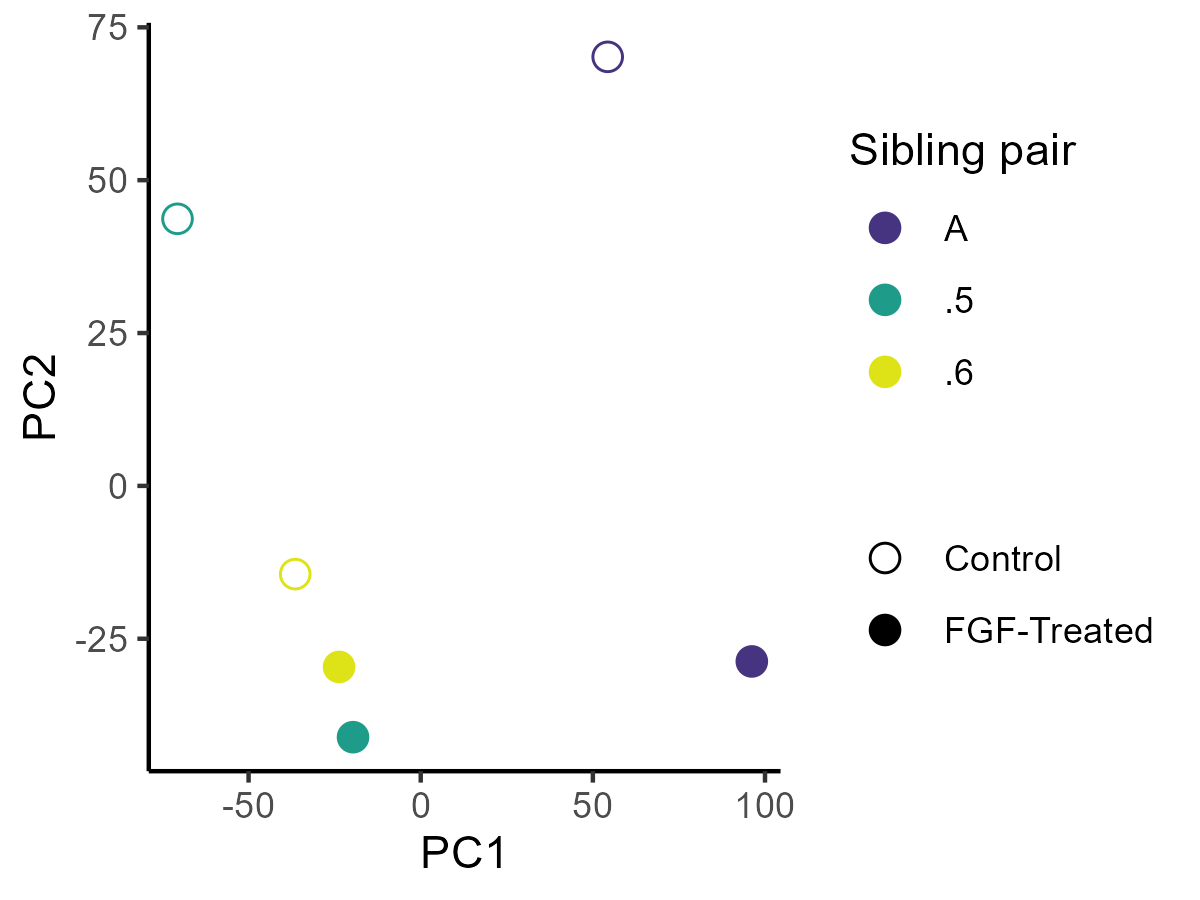 75
50
25
0
-25
PC2
-50 0 50 100
PC1
Sibling pair
A
.5
.6
Control
FGF-Treated